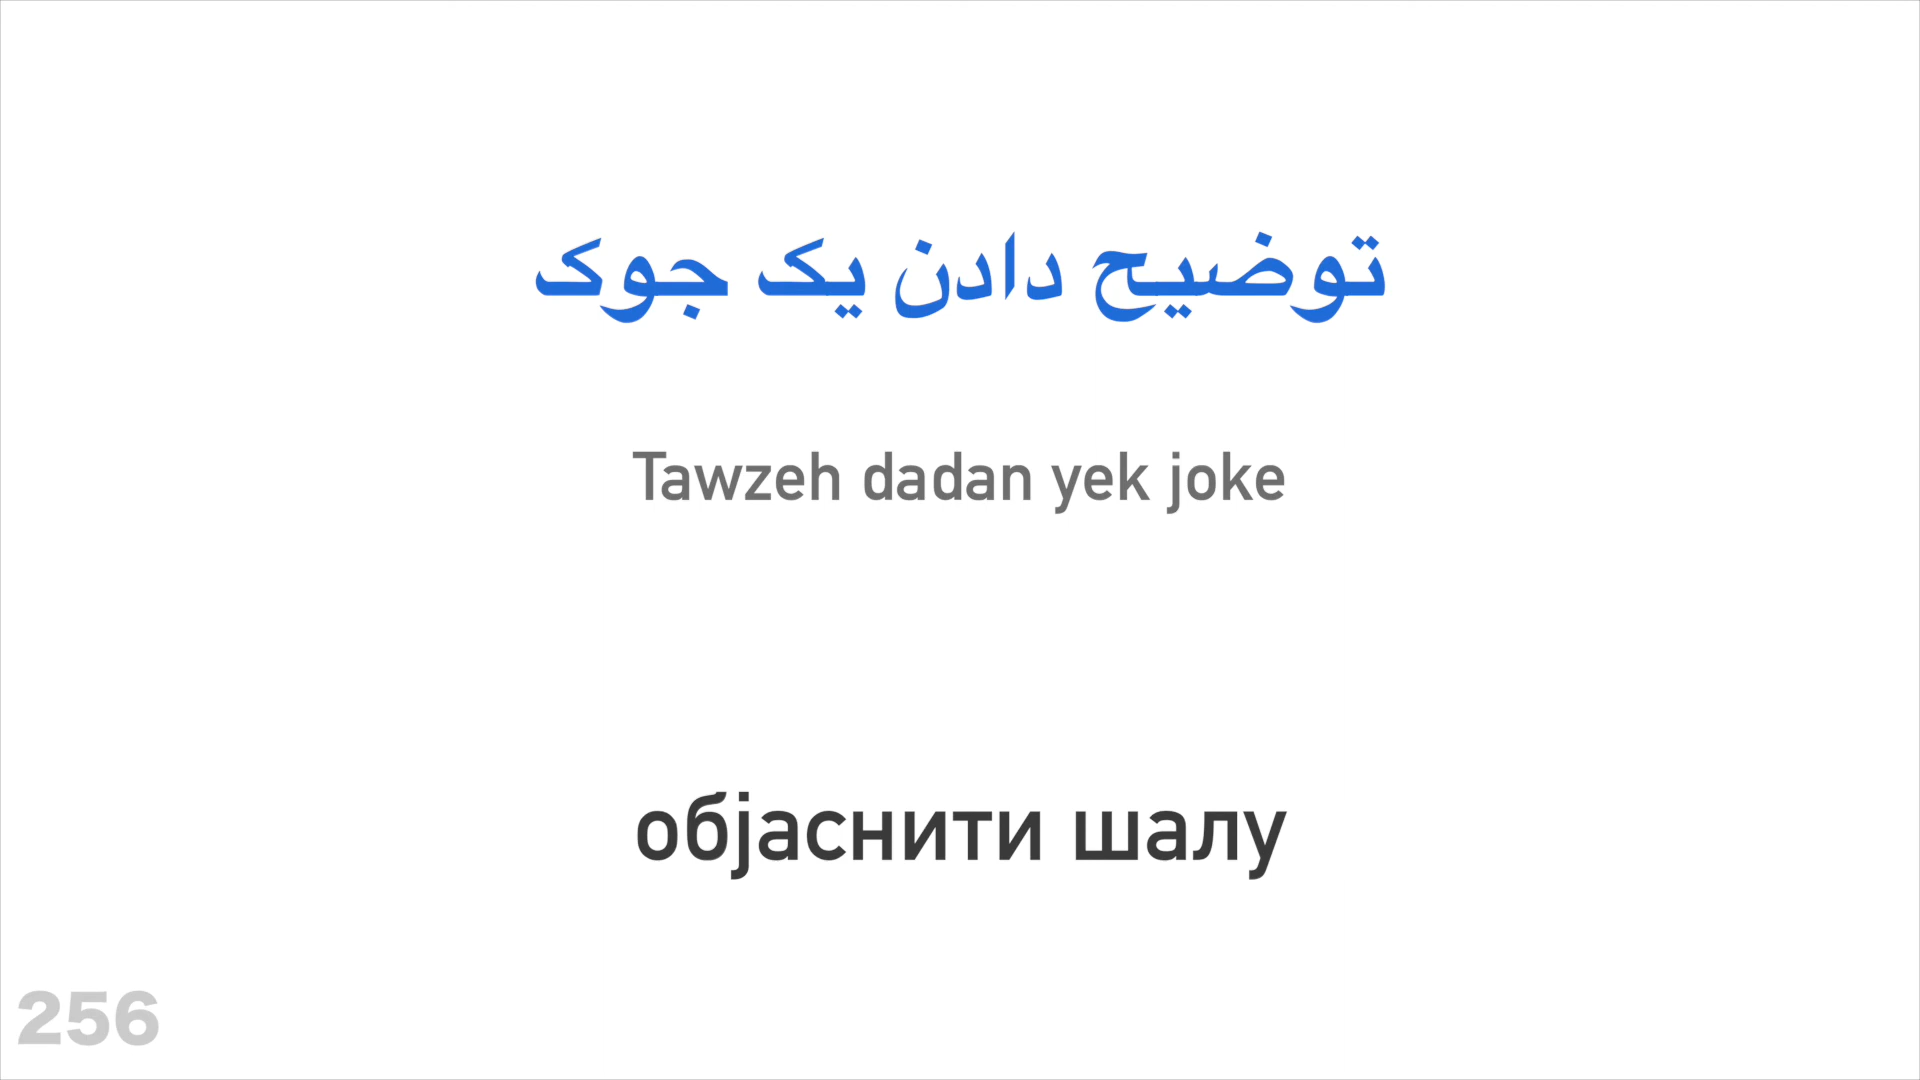 توضیح دادن یک جوک
Tawzeh dadan yek joke
објаснити шалу
256